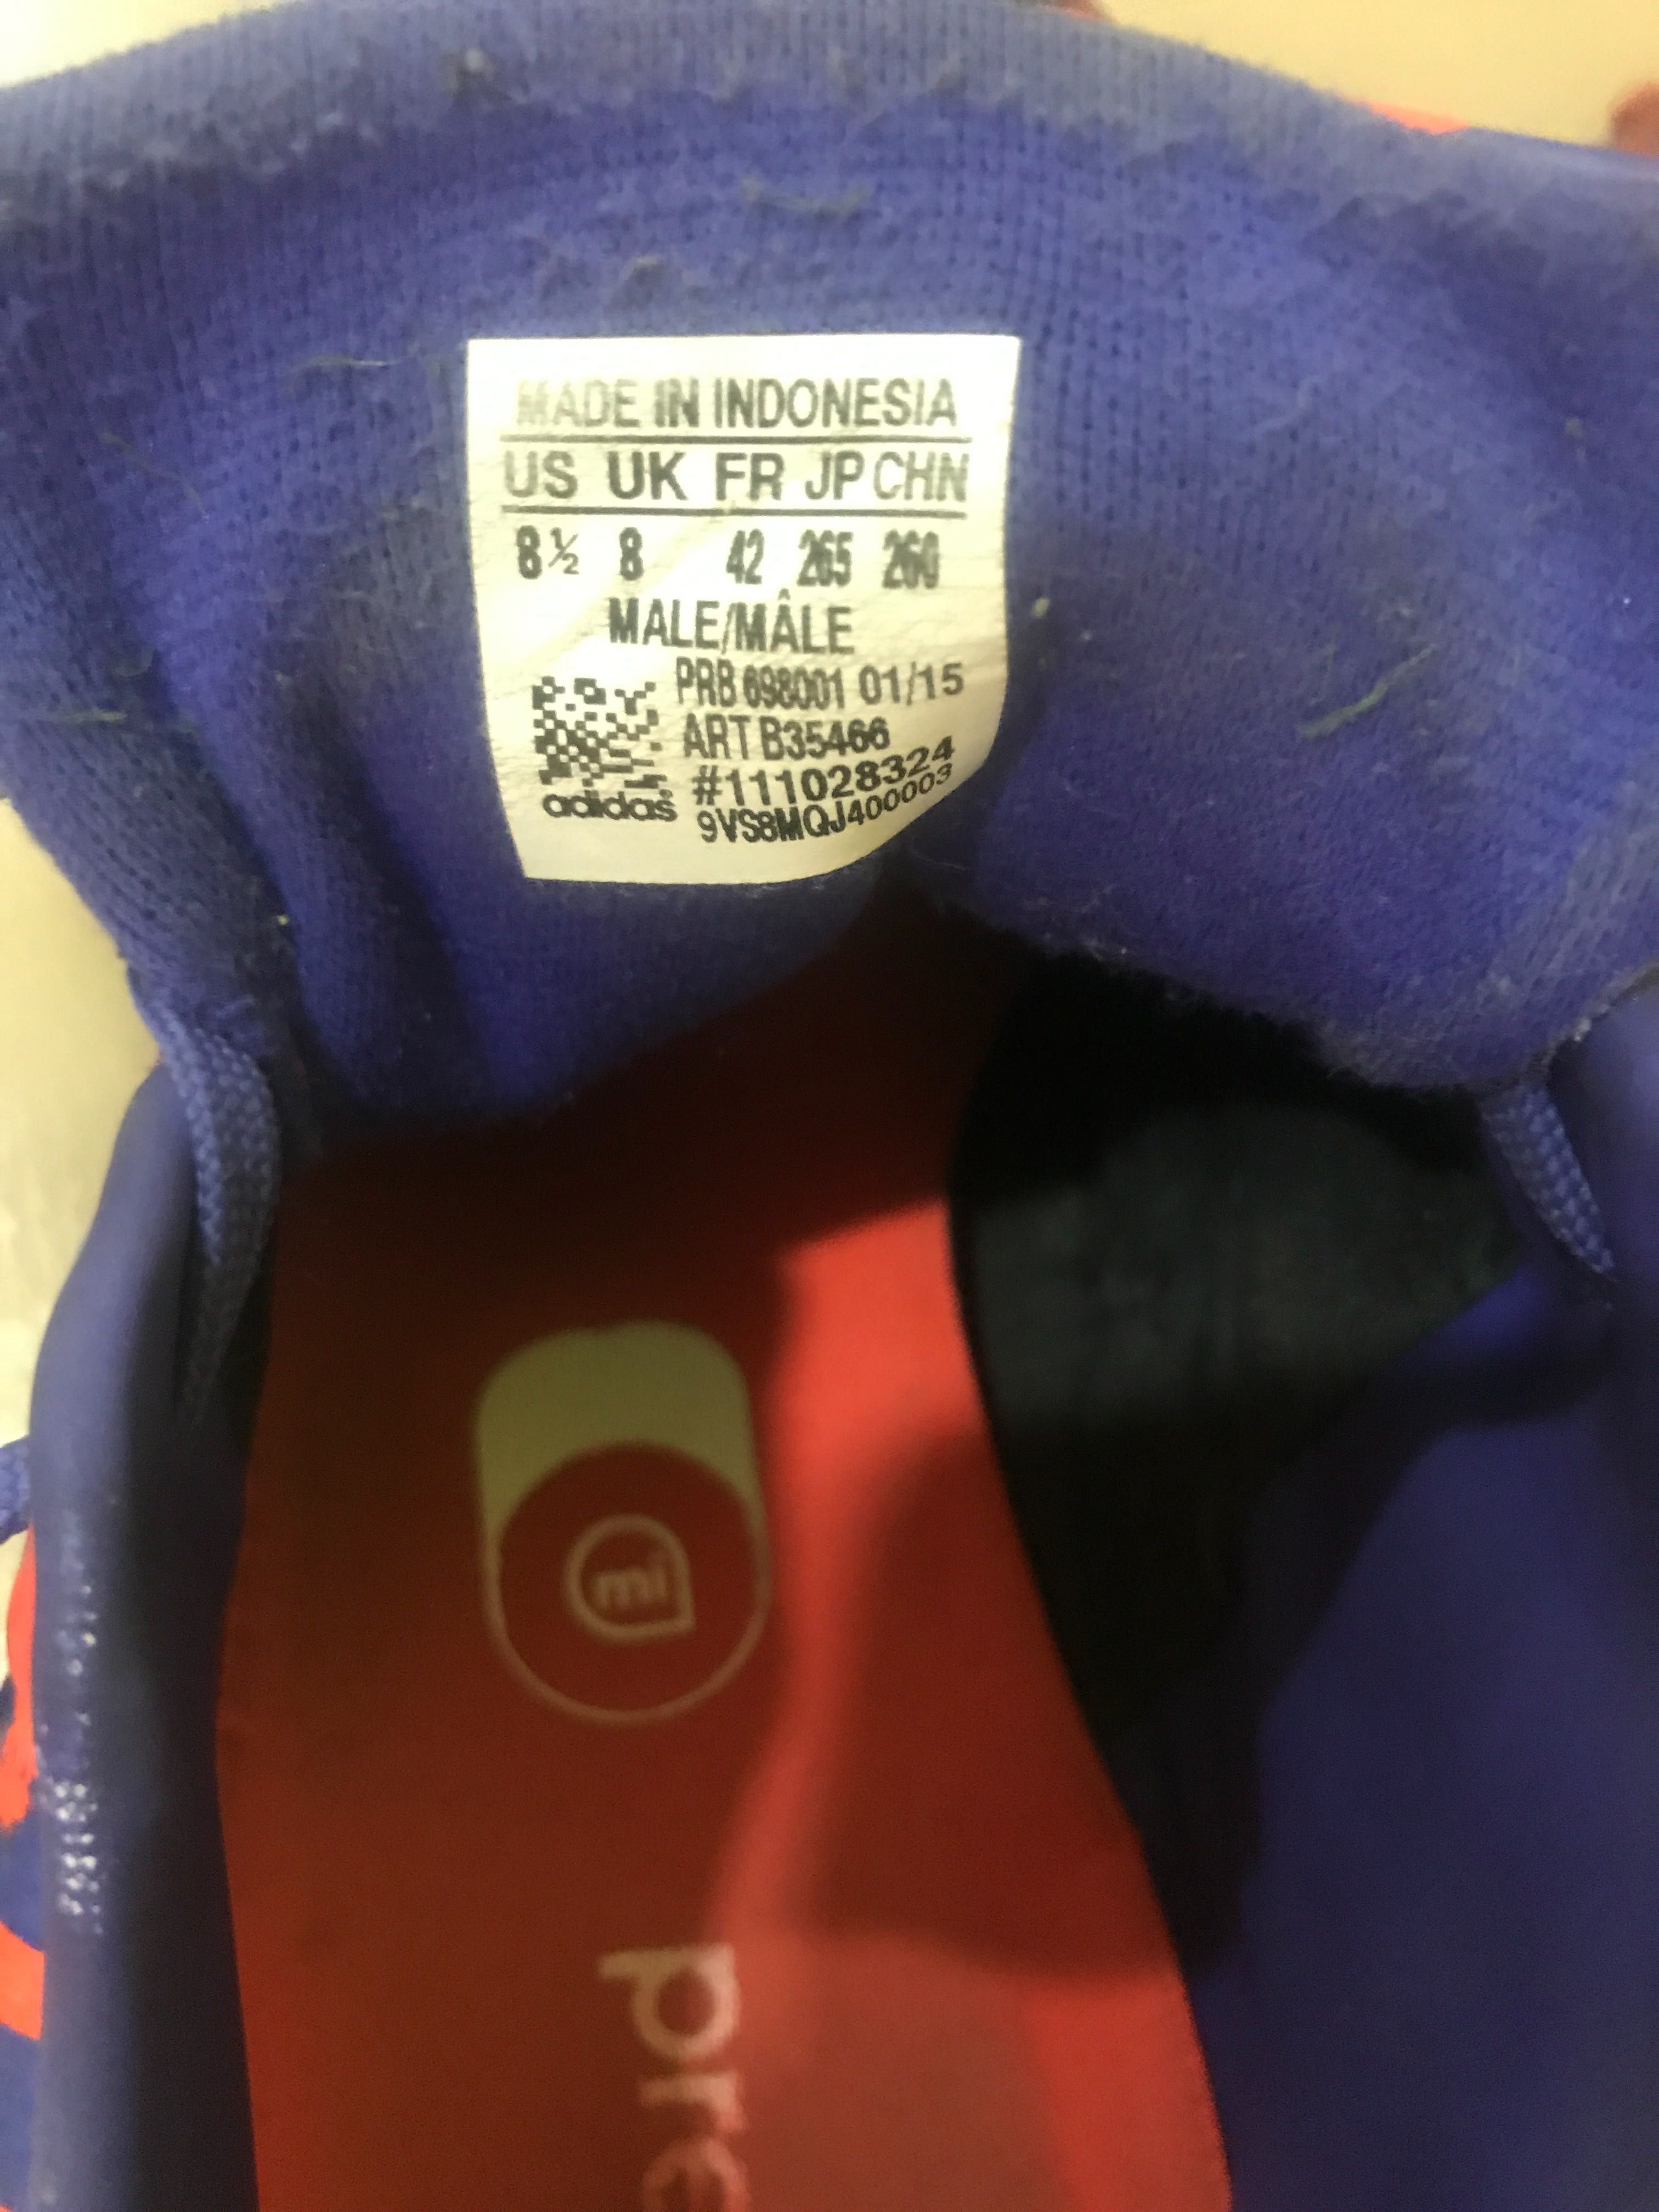 MADE IN INDONESIA
US UK FR JP CHN
8½ 8 42 265 260
MALE/MÂLE
PRB 698001 01/15
ART B35466
#111028324
9VS8MQJ400003
adidas
mi
pre